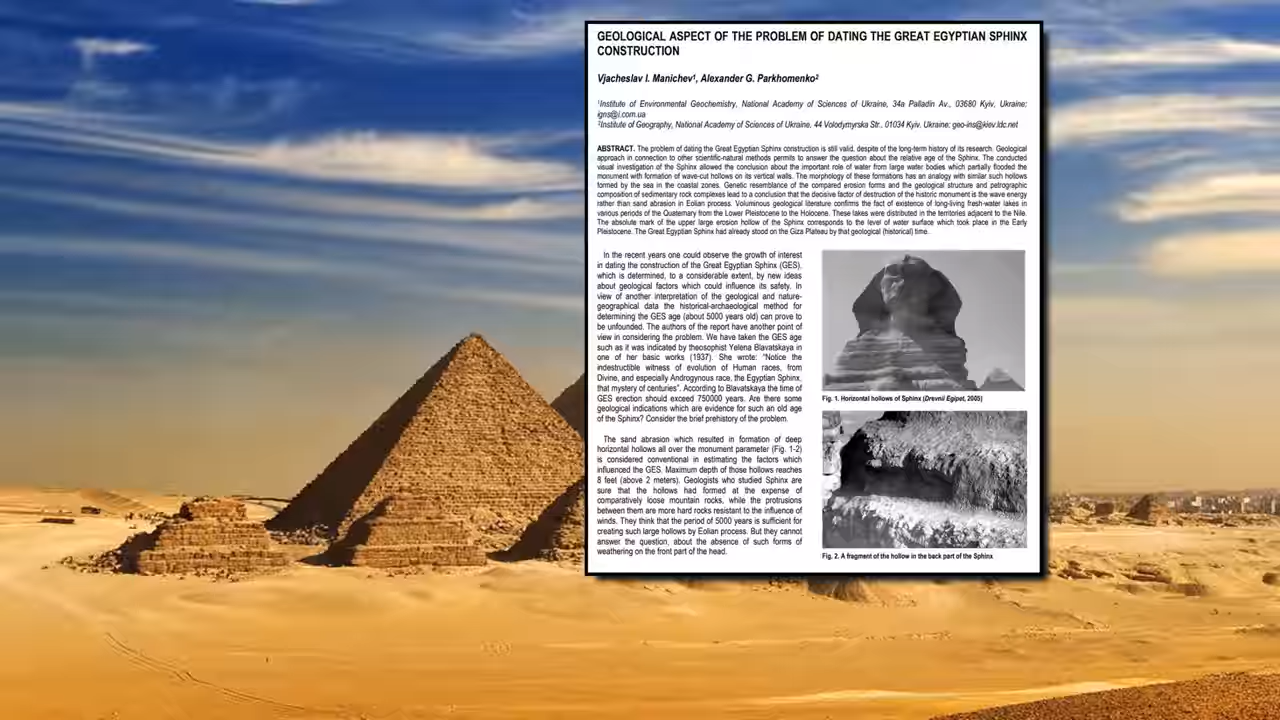 GEOLOGICAL ASPECT OF THE PROBLEM OF DATING THE GREAT EGYPTIAN SPHINX
CONSTRUCTION
Vjacheslav I. Manichev¹, Alexander G. Parkhomenko²
¹Institute of Environmental Geochemistry, National Academy of Sciences of Ukraine, 34a Palladin Av., 03680 Kyiv, Ukraine:
igns@i.com.ua
²Institute of Geography, National Academy of Sciences of Ukraine, 44 Volodymyrska Str., 01034 Kyiv. Ukraine: geo-ins@kiev.ldc.net
ABSTRACT. The problem of dating the Great Egyptian Sphinx construction is still valid, despite of the long-term history of its research. Geological
approach in connection to other scientific-natural methods permits to answer the question about the relative age of the Sphinx. The conducted
visual investigation of the Sphinx allowed the conclusion about the important role of water from large water bodies which partially flooded the
monument with formation of wave-cut hollows on its vertical walls. The morphology of these formations has an analogy with similar such hollows
formed by the sea in the coastal zones. Genetic resemblance of the compared erosion forms and the geological structure and petrographic
composition of sedimentary rock complexes lead to a conclusion that the decisive factor of destruction of the historic monument is the wave energy
rather than sand abrasion in Eolian process. Voluminous geological literature confirms the fact of existence of long-living fresh-water lakes in
various periods of the Quaternary from the Lower Pleistocene to the Holocene. These lakes were distributed in the territories adjacent to the Nile.
The absolute mark of the upper large erosion hollow of the Sphinx corresponds to the level of water surface which took place in the Early
Pleistocene. The Great Egyptian Sphinx had already stood on the Giza Plateau by that geological (historical) time.
In the recent years one could observe the growth of interest
in dating the construction of the Great Egyptian Sphinx (GES),
which is determined, to a considerable extent, by new ideas
about geological factors which could influence its safety. In
view of another interpretation of the geological and nature-
geographical data the historical-archaeological method for
determining the GES age (about 5000 years old) can prove to
be unfounded. The authors of the report have another point of
view in considering the problem. We have taken the GES age
such as it was indicated by theosophist Yelena Blavatskaya in
one of her basic works (1937). She wrote: "Notice the
indestructible witness of evolution of Human races, from
Divine, and especially Androgynous race, the Egyptian Sphinx,
that mystery of centuries". According to Blavatskaya the time of
GES erection should exceed 750000 years. Are there some
geological indications which are evidence for such an old age
of the Sphinx? Consider the brief prehistory of the problem.
The sand abrasion which resulted in formation of deep
horizontal hollows all over the monument parameter (Fig. 1-2)
is considered conventional in estimating the factors which
influenced the GES. Maximum depth of those hollows reaches
8 feet (above 2 meters). Geologists who studied Sphinx are
sure that the hollows had formed at the expense of
comparatively loose mountain rocks, while the protrusions
between them are more hard rocks resistant to the influence of
winds. They think that the period of 5000 years is sufficient for
creating such large hollows by Eolian process. But they cannot
answer the question, about the absence of such forms of
weathering on the front part of the head.
Fig. 1. Horizontal hollows of Sphinx (Drevnii Egipet, 2005)
Fig. 2. A fragment of the hollow in the back part of the Sphinx